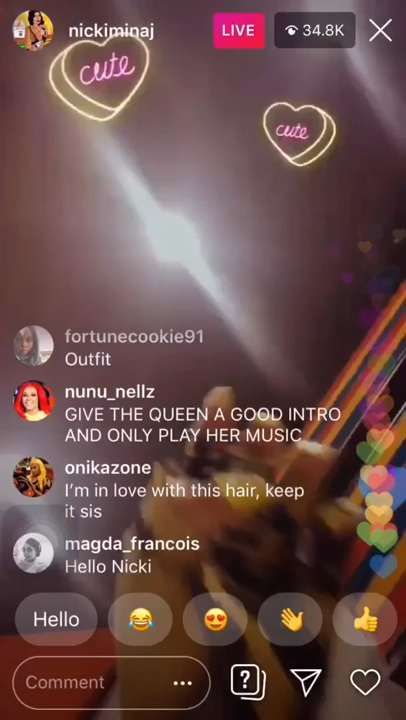 nickiminaj
LIVE
34.8K
cute
cute
fortunecookie91
Outfit
nunu_nellz
GIVE THE QUEEN A GOOD INTRO
AND ONLY PLAY HER MUSIC
onikazone
I'm in love with this hair, keep
it sis
magda_francois
Hello Nicki
Hello
Comment